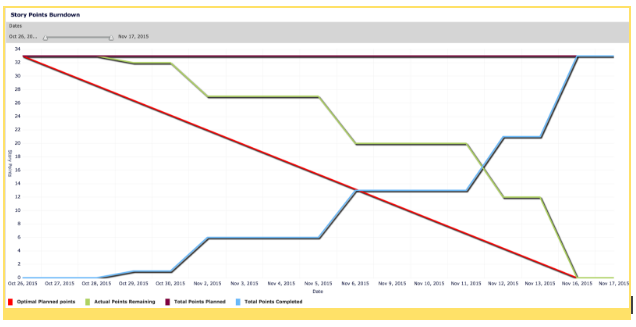 Story Points Burndown
Dates
Oct 26, 20... Nov 17, 2015
34
32
30
28
26
24
22
20
18
16
14
12
10
8
6
4
2
0
Story Points
Oct 26, 2015 Oct 27, 2015 Oct 28, 2015 Oct 29, 2015 Oct 30, 2015 Nov 2, 2015 Nov 3, 2015 Nov 4, 2015 Nov 5, 2015 Nov 6, 2015 Nov 9, 2015 Nov 10, 2015 Nov 11, 2015 Nov 12, 2015 Nov 13, 2015 Nov 16, 2015 Nov 17, 2015
Date
Optimal Planned points Actual Points Remaining Total Points Planned Total Points Completed